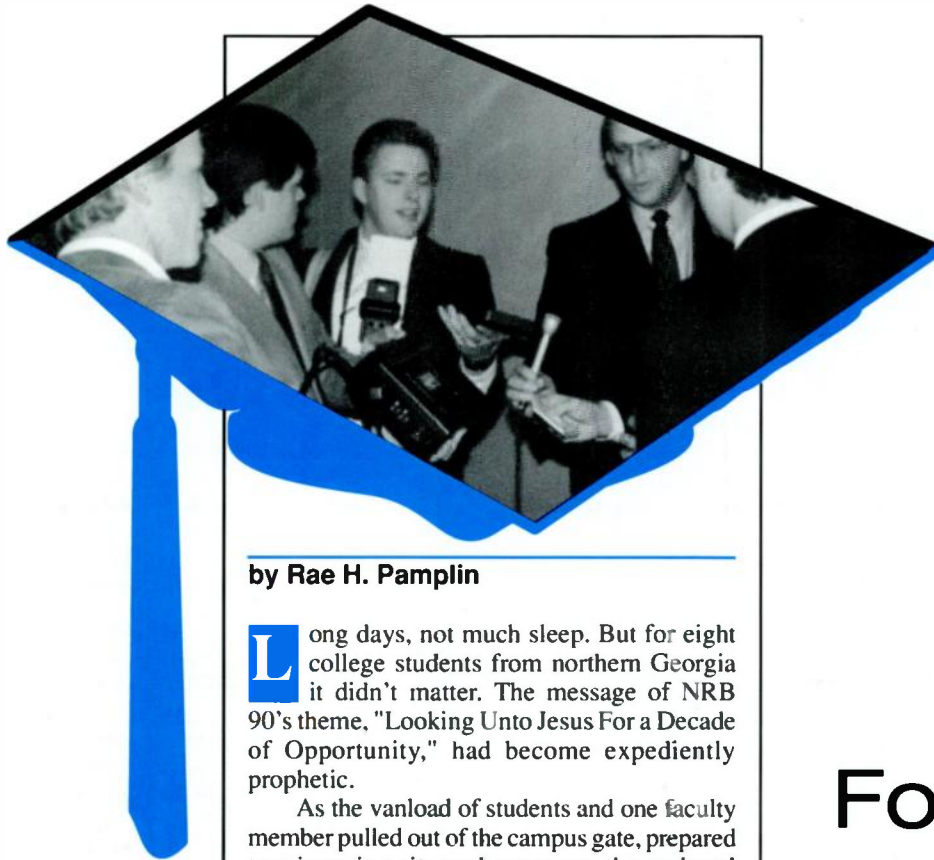 by Rae H. Pamplin
Long days, not much sleep. But for eight
college students from northern Georgia
it didn't matter. The message of NRB
90's theme, "Looking Unto Jesus For a Decade
of Opportunity," had become expediently
prophetic.
As the vanload of students and one faculty
member pulled out of the campus gate, prepared
Fo